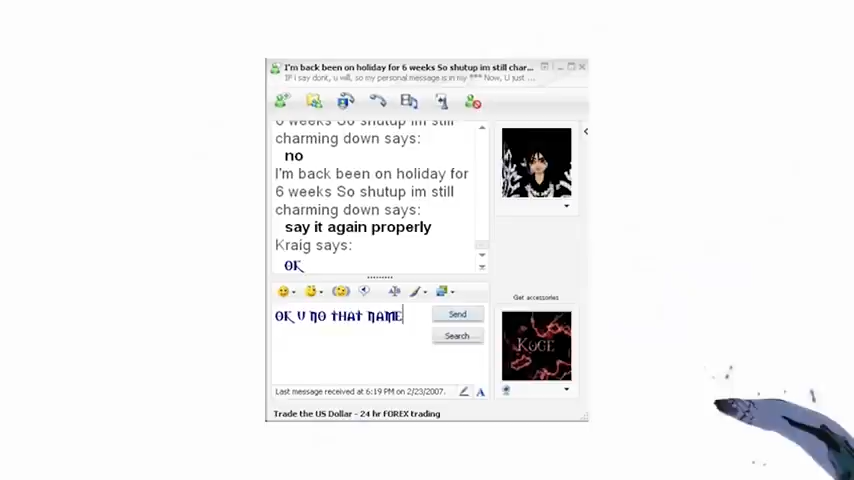 I'm back been on holiday for 6 weeks So shutup im still char...
IF i say dont, u will, so my personal message is in my *** Now, U just ...
6 weeks So shutup im still
charming down says:
no
I'm back been on holiday for
6 weeks So shutup im still
charming down says:
say it again properly
Kraig says:
OK
Get accessories
OK U NO THAT NAME
Send
Search
KOGE
Last message received at 6:19 PM on 2/23/2007.
A
Trade the US Dollar - 24 hr FOREX trading